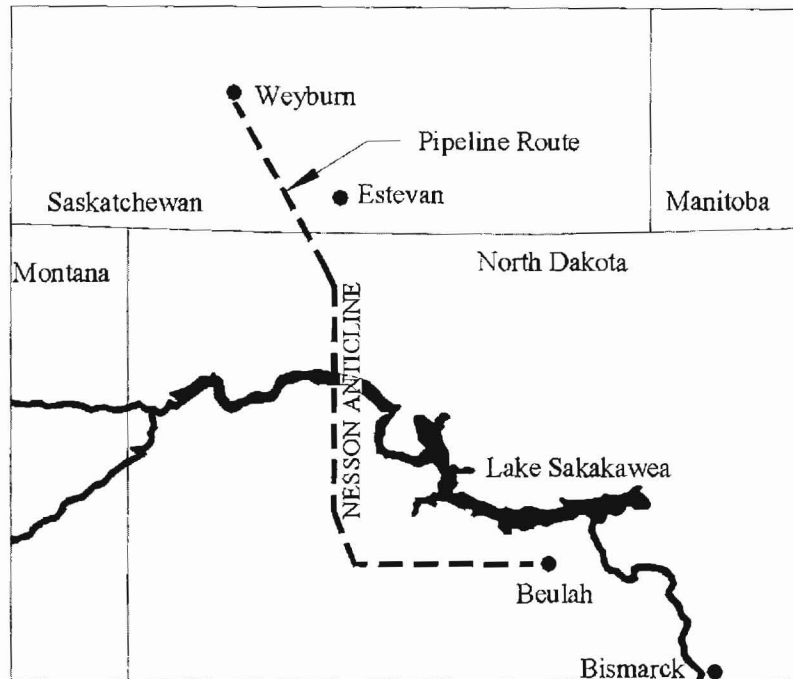 Weyburn
Pipeline Route
Estevan
Saskatchewan
Manitoba
North Dakota
Montana
NESSON ANTICLINE
Lake Sakakawea
Beulah
Bismarck